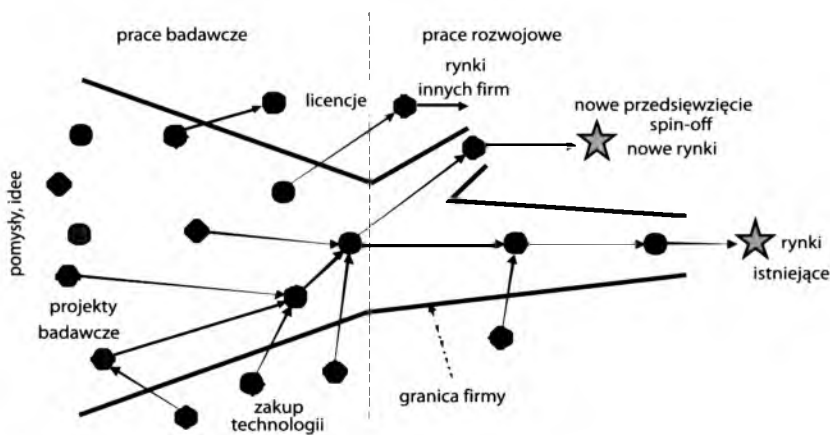 prace badawcze
prace rozwojowe
licencje
rynki
innych firm
nowe przedsięwzięcie
spin-off
nowe rynki
pomysły, idee
rynki
istniejące
projekty
badawcze
zakup
technologii
granica firmy